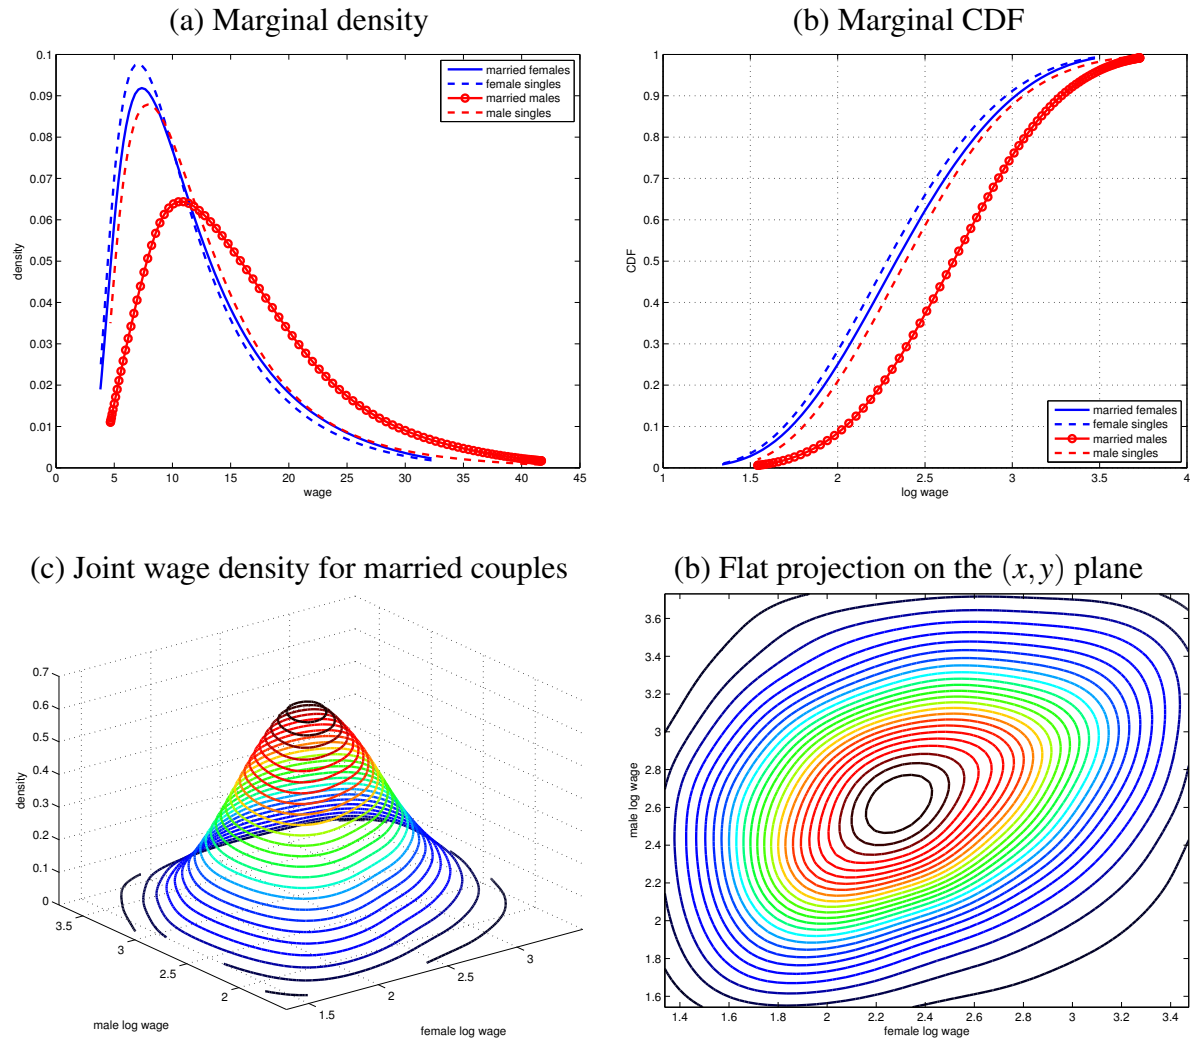 (a) Marginal density
(b) Marginal CDF
0.1
0.09
0.08
0.07
0.06
0.05
0.04
0.03
0.02
0.01
0
density
0 5 10 15 20 25 30 35 40 45
wage
married females
female singles
married males
male singles
1
0.9
0.8
0.7
0.6
0.5
0.4
0.3
0.2
0.1
0
CDF
1 1.5 2 2.5 3 3.5 4
log wage
married females
female singles
married males
male singles
(c) Joint wage density for married couples
(b) Flat projection on the (x,y) plane
0.7
0.6
0.5
0.4
0.3
0.2
0.1
0
density
3.5
3
2.5
2
male log wage
1.5
2
2.5
3
female log wage
3.6
3.4
3.2
3
2.8
2.6
2.4
2.2
2
1.8
1.6
male log wage
1.4 1.6 1.8 2 2.2 2.4 2.6 2.8 3 3.2 3.4
female log wage